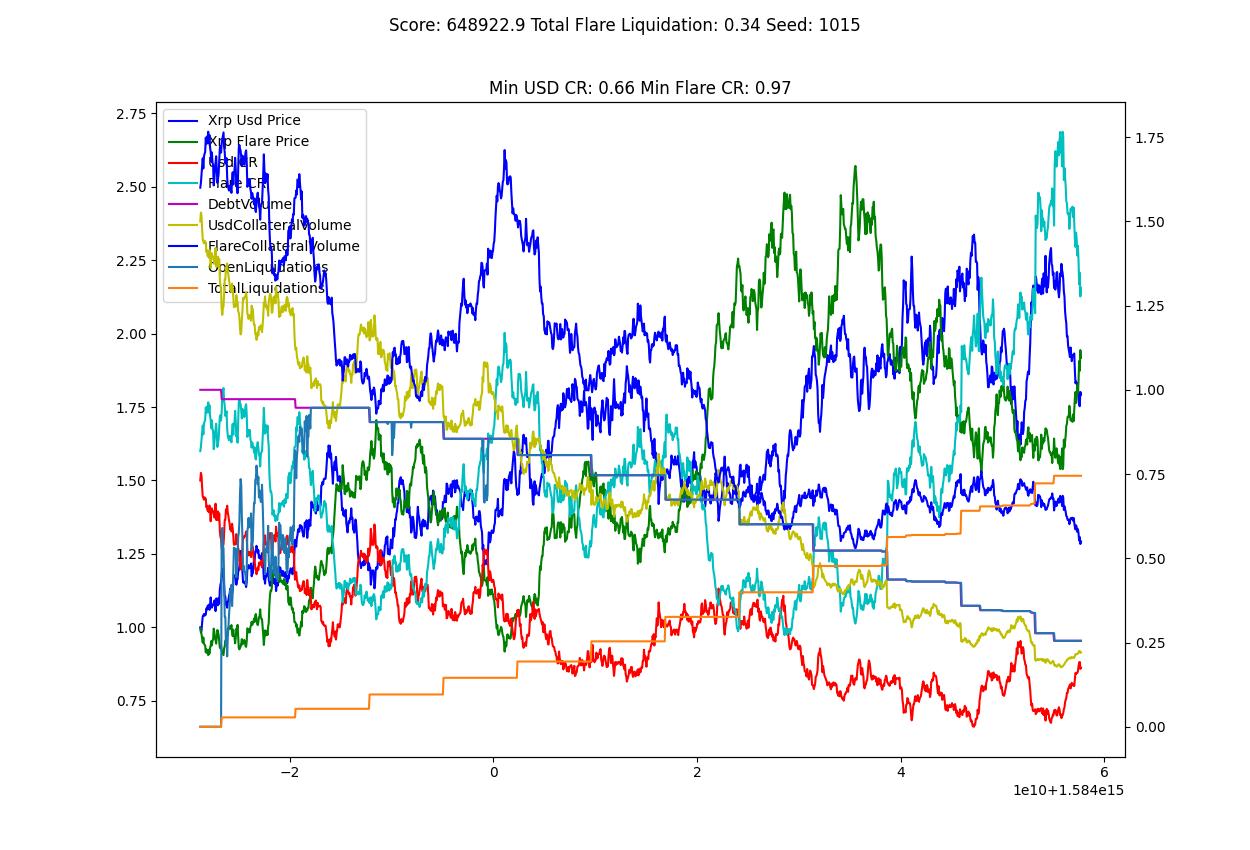 Score: 648922.9 Total Flare Liquidation: 0.34 Seed: 1015
Min USD CR: 0.66 Min Flare CR: 0.97
2.75
2.50
2.25
2.00
1.75
1.50
1.25
1.00
0.75
Xrp Usd Price
Xrp Flare Price
Usd CR
Flare CR
DebtVolume
UsdCollateralVolume
FlareCollateralVolume
OpenLiquidations
TotalLiquidations
1.75
1.50
1.25
1.00
0.75
0.50
0.25
0.00
−2 0 2 4 6
1e10+1.584e15